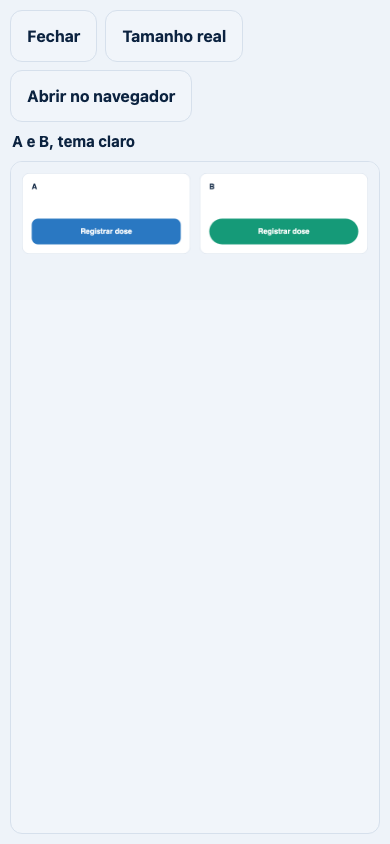 Fechar
Tamanho real
Abrir no navegador
A e B, tema claro
A
B
Registrar dose
Registrar dose